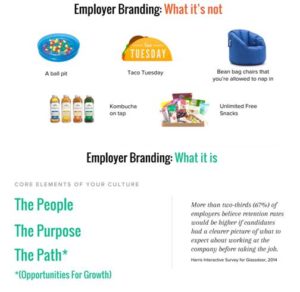 Employer Branding: What it's not
TACO
TUESDAY
A ball pit
Taco Tuesday
Bean bag chairs that
you're allowed to nap in
Kombucha
on tap
Unlimited Free
Snacks
Employer Branding: What it is
CORE ELEMENTS OF YOUR CULTURE
The People
The Purpose
The Path*
*(Opportunities For Growth)
More than two-thirds (67%) of
employers believe retention rates
would be higher if candidates
had a clearer picture of what to
expect about working at the
company before taking the job.
Harris Interactive Survey for Glassdoor, 2014